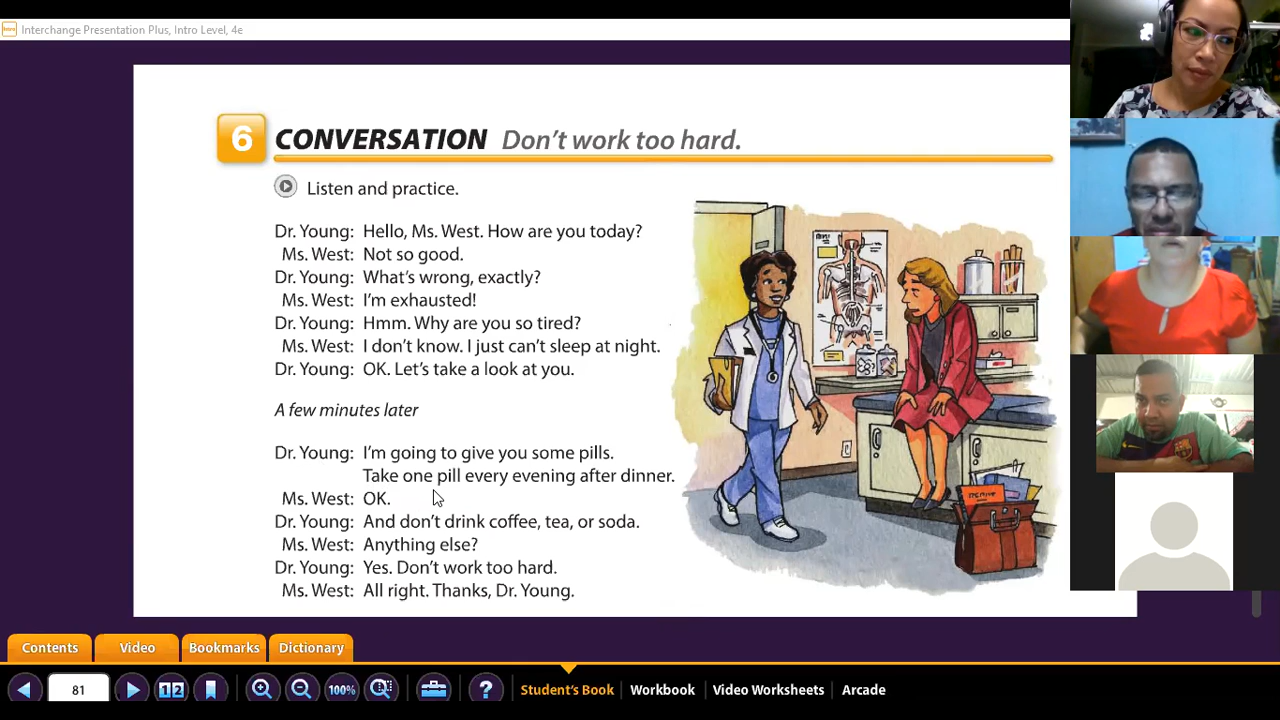 Interchange Presentation Plus, Intro Level, 4e
6 CONVERSATION Don't work too hard.
Listen and practice.
Dr. Young: Hello, Ms. West. How are you today?
Ms. West: Not so good.
Dr. Young: What's wrong, exactly?
Ms. West: I'm exhausted!
Dr. Young: Hmm. Why are you so tired?
Ms. West: I don't know. I just can't sleep at night.
Dr. Young: OK. Let's take a look at you.
A few minutes later
Dr. Young: I'm going to give you some pills.
Take one pill every evening after dinner.
Ms. West: OK.
Dr. Young: And don't drink coffee, tea, or soda.
Ms. West: Anything else?
Dr. Young: Yes. Don't work too hard.
Ms. West: All right. Thanks, Dr. Young.
Contents Video Bookmarks Dictionary
81 12 100% ? Student's Book Workbook Video Worksheets Arcade